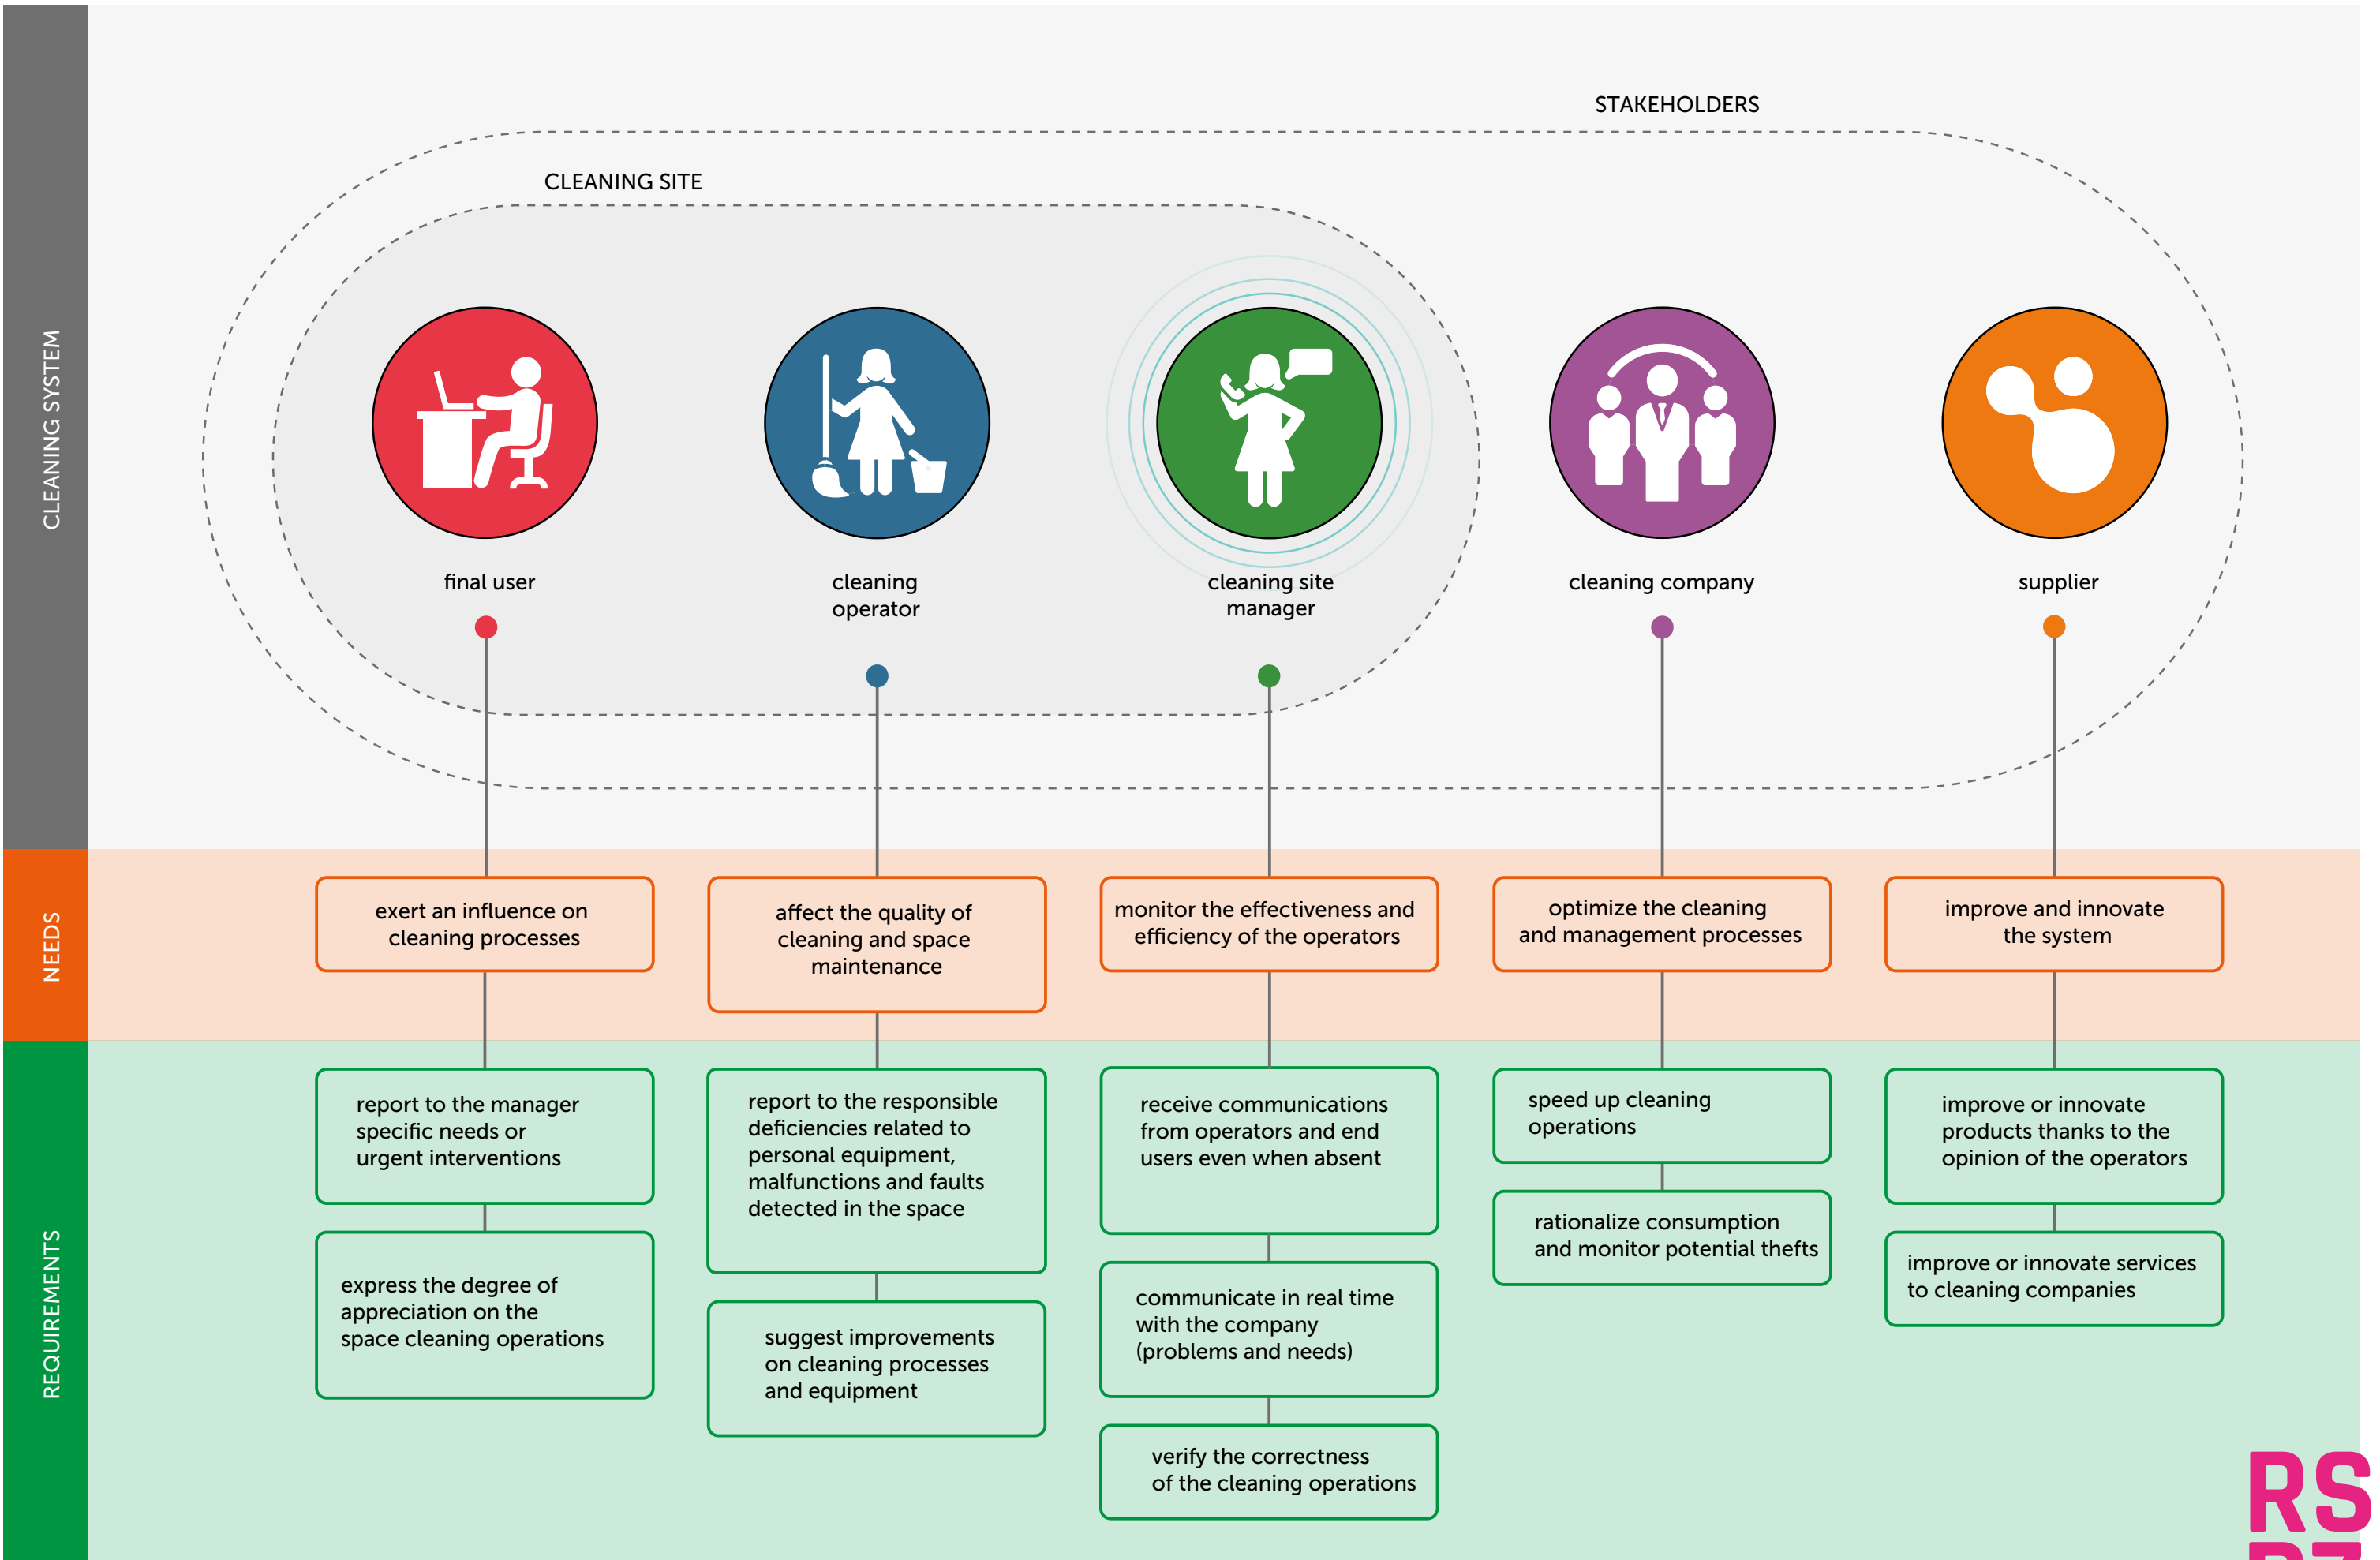 STAKEHOLDERS
CLEANING SITE
CLEANING SYSTEM
final user
cleaning
operator
cleaning site
manager
cleaning company
supplier
NEEDS
exert an influence on
cleaning processes
affect the quality of
cleaning and space
maintenance
monitor the effectiveness and
efficiency of the operators
optimize the cleaning
and management processes
improve and innovate
the system
REQUIREMENTS
report to the manager
specific needs or
urgent interventions
express the degree of
appreciation on the
space cleaning operations
report to the responsible
deficiencies related to
personal equipment,
malfunctions and faults
detected in the space
suggest improvements
on cleaning processes
and equipment
receive communications
from operators and end
users even when absent
communicate in real time
with the company
(problems and needs)
verify the correctness
of the cleaning operations
speed up cleaning
operations
rationalize consumption
and monitor potential thefts
improve or innovate
products thanks to the
opinion of the operators
improve or innovate services
to cleaning companies
RS